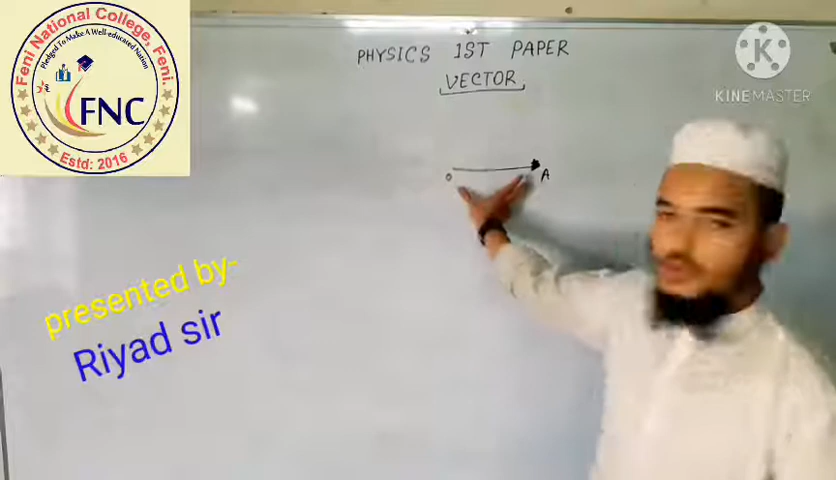 Feni National College, Feni.
Pledged To Make A Well-educated Nation
FNC
Estd: 2016
PHYSICS 1ST PAPER
VECTOR
KINEMASTER
O A
presented by-
Riyad sir